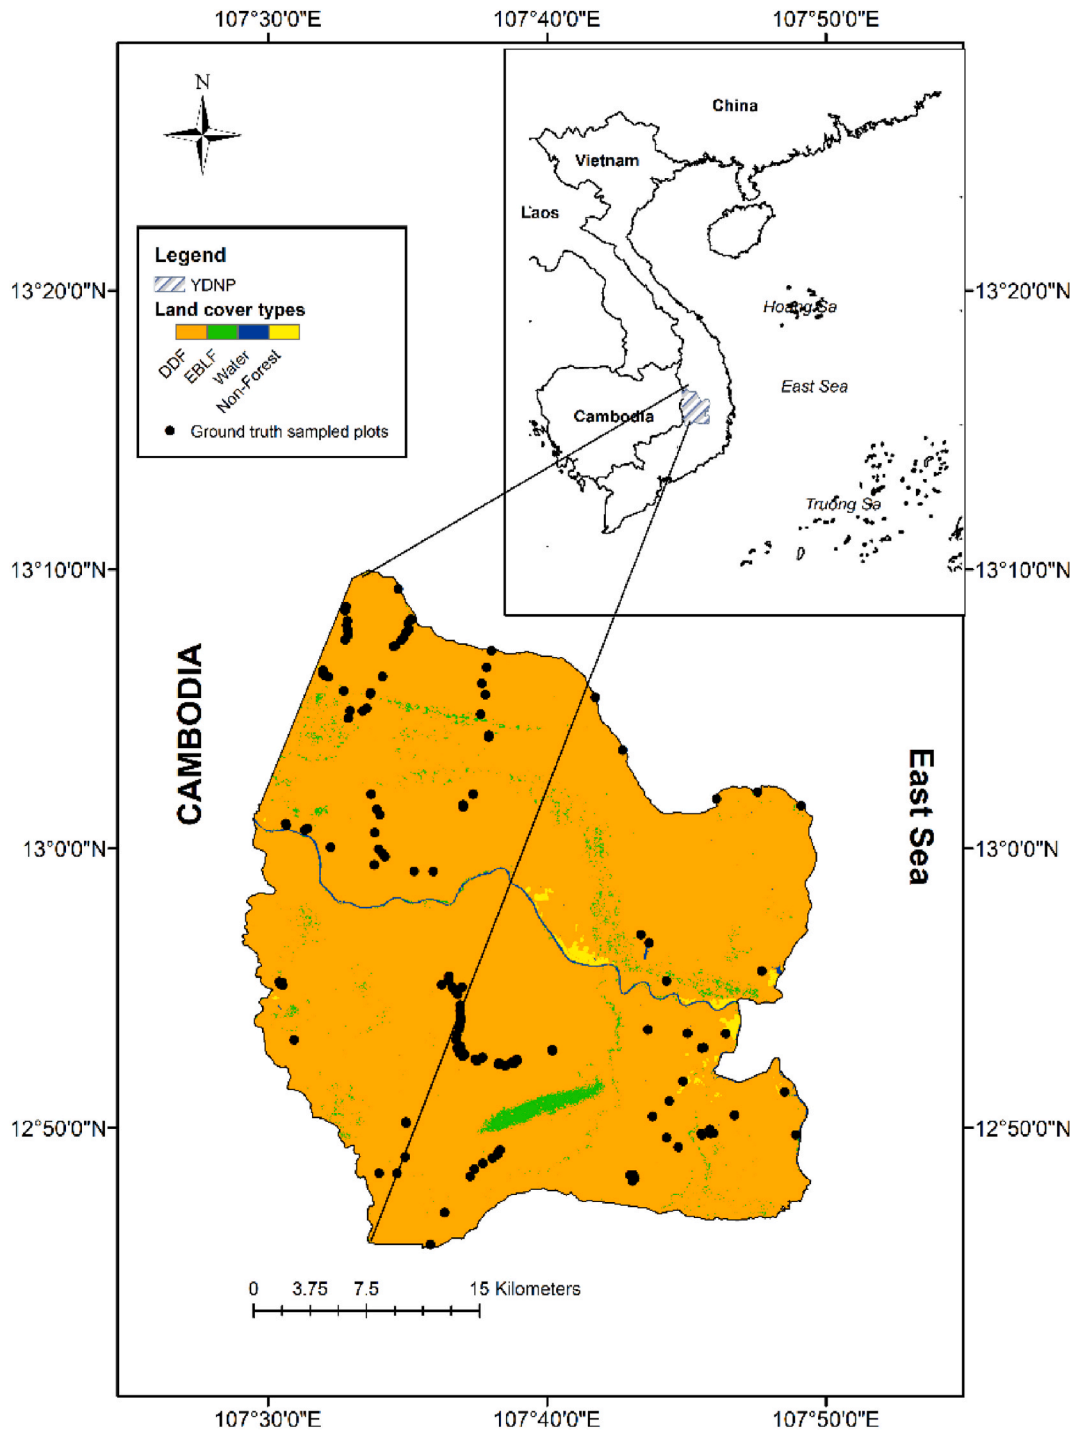 107°30'0"E 107°40'0"E 107°50'0"E
N
China
Vietnam
Laos
Legend
YDNP
Land cover types
DDF EBLF Water Non-Forest
Ground truth sampled plots
13°20'0"N
13°20'0"N
Hoang Sa
East Sea
Cambodia
Truong Sa
13°10'0"N
13°10'0"N
CAMBODIA
East Sea
13°0'0"N
13°0'0"N
12°50'0"N
12°50'0"N
0 3.75 7.5 15 Kilometers
107°30'0"E 107°40'0"E 107°50'0"E